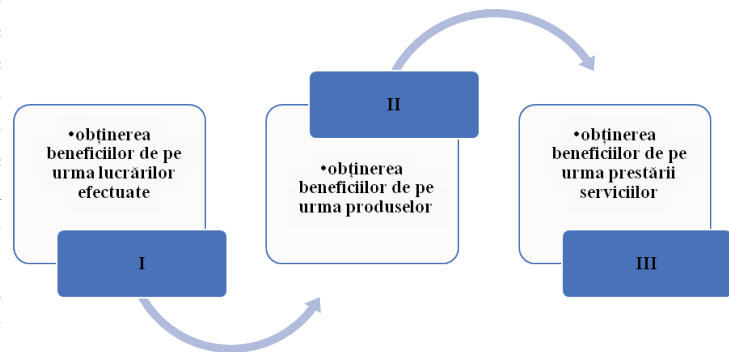 •obținerea
beneficiilor de pe
urma lucrărilor
efectuate
I
II
•obținerea
beneficiilor de pe
urma produselor
•obținerea
beneficiilor de pe
urma prestării
serviciilor
III